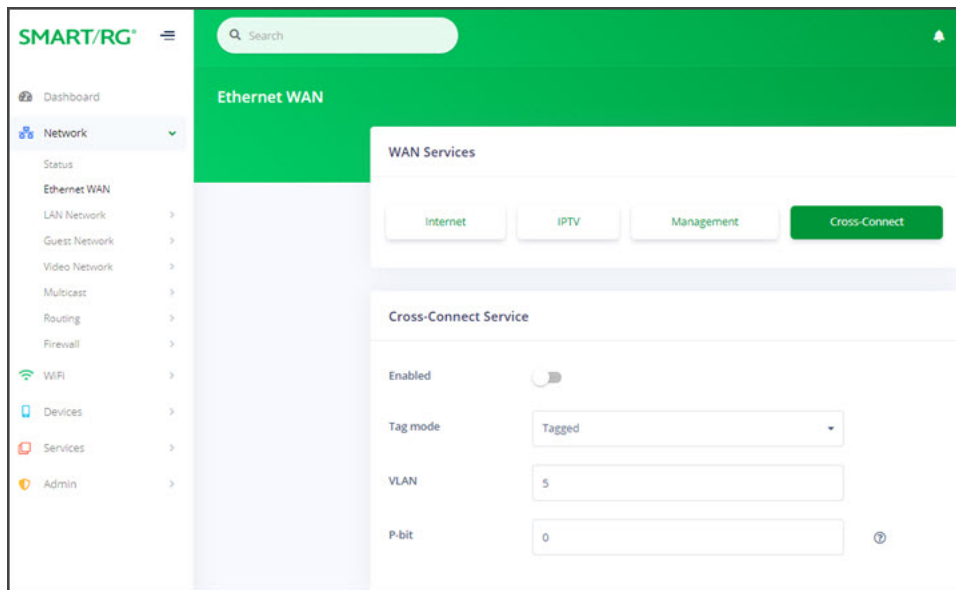 SMART/RG®
Search
Ethernet WAN
Dashboard
Network
Status
Ethernet WAN
LAN Network
Guest Network
Video Network
Multicast
Routing
Firewall
WiFi
Devices
Services
Admin
WAN Services
Internet IPTV Management Cross-Connect
Cross-Connect Service
Enabled
Tag mode Tagged
VLAN 5
P-bit 0 ?